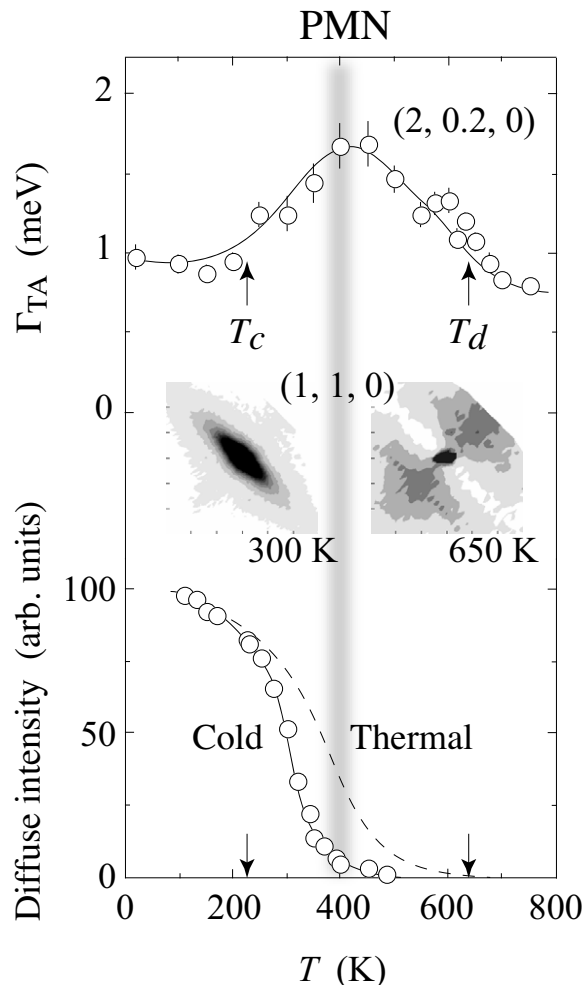 PMN
2
(2, 0.2, 0)
Γ_TA (meV)
1
T_c
T_d
(1, 1, 0)
0
300 K
650 K
Diffuse intensity (arb. units)
100
Cold
Thermal
50
0
0 200 400 600 800
T (K)